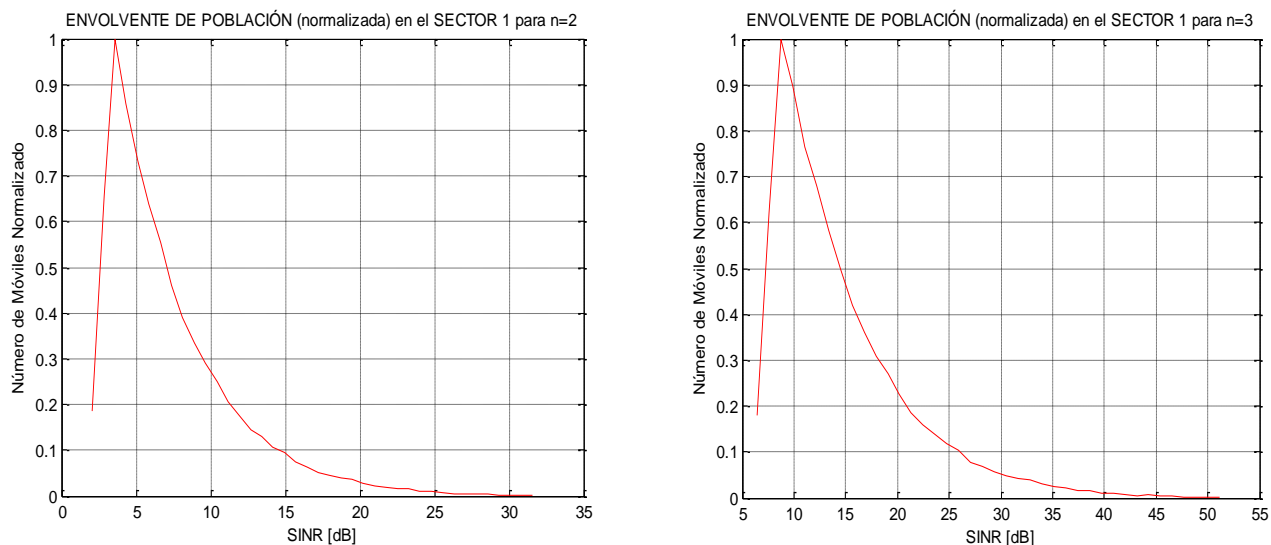 ENVOLVENTE DE POBLACIÓN (normalizada) en el SECTOR 1 para n=2
1
0.9
0.8
0.7
0.6
0.5
0.4
0.3
0.2
0.1
0
Número de Móviles Normalizado
0 5 10 15 20 25 30 35
SINR [dB]
ENVOLVENTE DE POBLACIÓN (normalizada) en el SECTOR 1 para n=3
1
0.9
0.8
0.7
0.6
0.5
0.4
0.3
0.2
0.1
0
Número de Móviles Normalizado
5 10 15 20 25 30 35 40 45 50 55
SINR [dB]